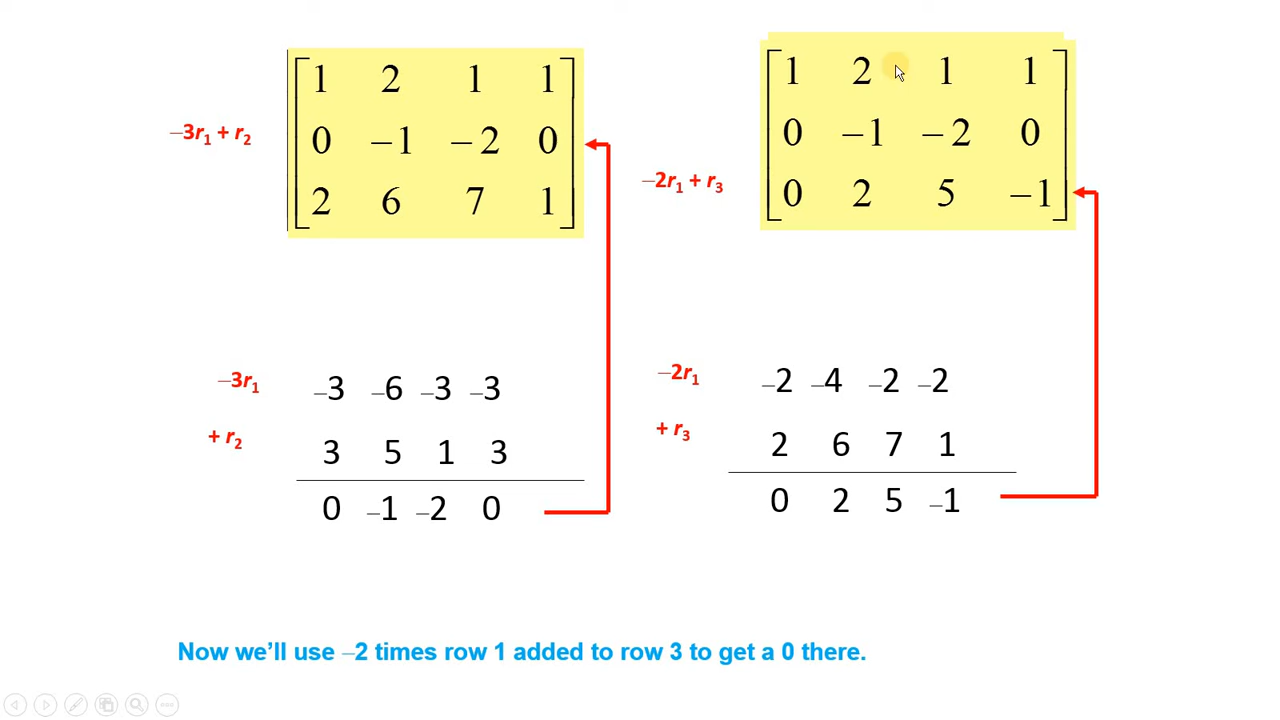 −3r₁ + r₂
1 2 1 1
0 −1 −2 0
2 6 7 1
−2r₁ + r₃
1 2 1 1
0 −1 −2 0
0 2 5 −1
−3r₁ −3 −6 −3 −3
+ r₂ 3 5 1 3
0 −1 −2 0
−2r₁ −2 −4 −2 −2
+ r₃ 2 6 7 1
0 2 5 −1
Now we’ll use −2 times row 1 added to row 3 to get a 0 there.